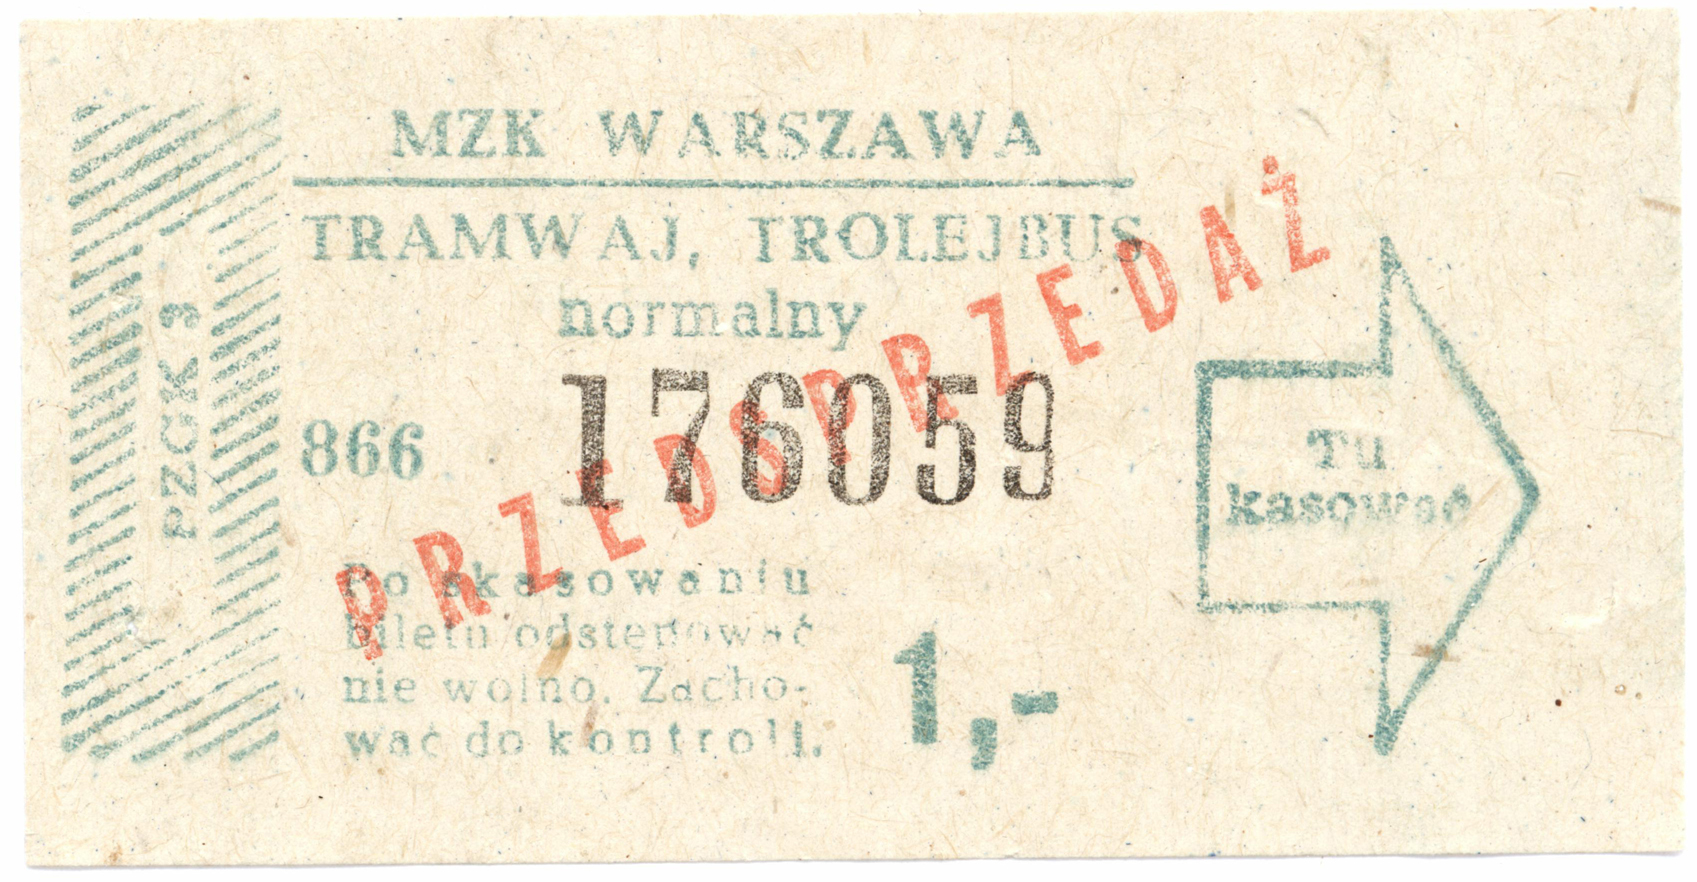 MZK WARSZAWA
TRAMWAJ, TROLEJBUS
normalny
866 176059
PRZEDSPRZEDAŻ
Po skasowaniu
biletu odstępować
nie wolno. Zacho-
wać do kontroli.
1,-
Tu
kasować
PZGK 3